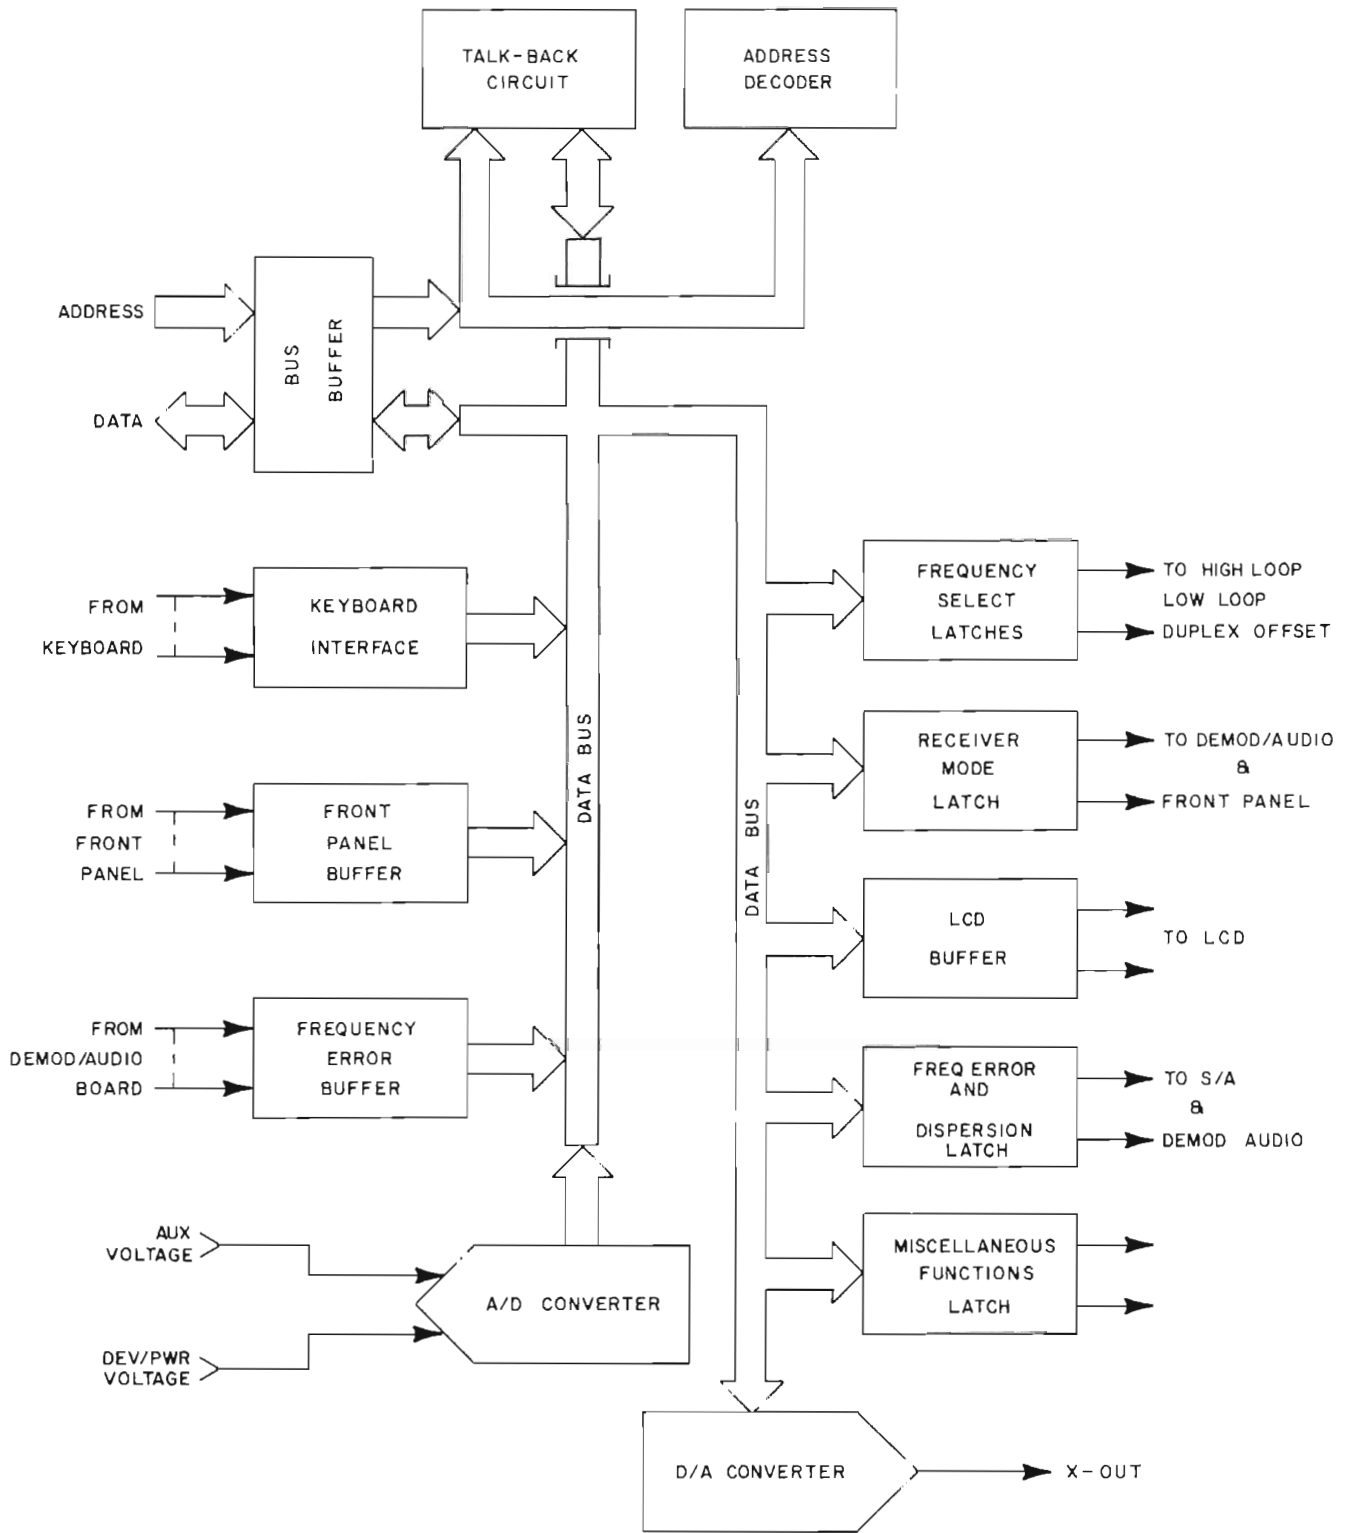 TALK-BACK
CIRCUIT
ADDRESS
DECODER
ADDRESS
DATA
BUS
BUFFER
FROM
KEYBOARD
KEYBOARD
INTERFACE
FROM
FRONT
PANEL
FRONT
PANEL
BUFFER
FROM
DEMOD/AUDIO
BOARD
FREQUENCY
ERROR
BUFFER
AUX
VOLTAGE
DEV/PWR
VOLTAGE
A/D CONVERTER
DATA BUS
DATA BUS
FREQUENCY
SELECT
LATCHES
TO HIGH LOOP
LOW LOOP
DUPLEX OFFSET
RECEIVER
MODE
LATCH
TO DEMOD/AUDIO
&
FRONT PANEL
LCD
BUFFER
TO LCD
FREQ ERROR
AND
DISPERSION
LATCH
TO S/A
&
DEMOD AUDIO
MISCELLANEOUS
FUNCTIONS
LATCH
D/A CONVERTER
X-OUT